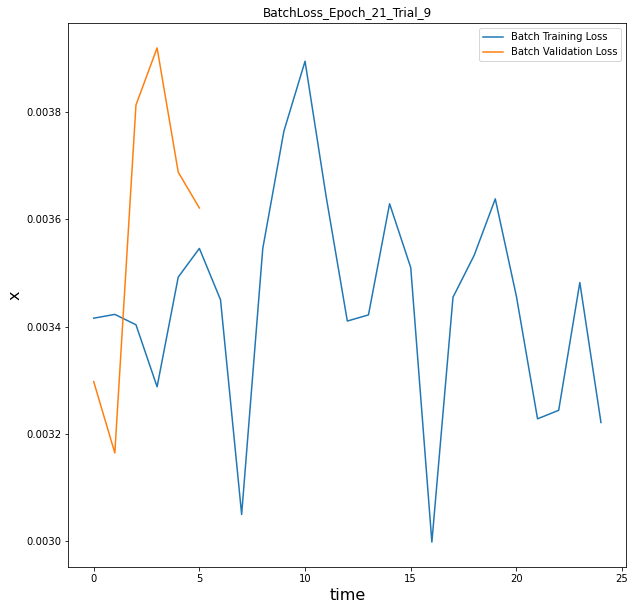 BatchLoss_Epoch_21_Trial_9
Batch Training Loss
Batch Validation Loss
0.0038
0.0036
0.0034
0.0032
0.0030
x
0
5
10
15
20
25
time